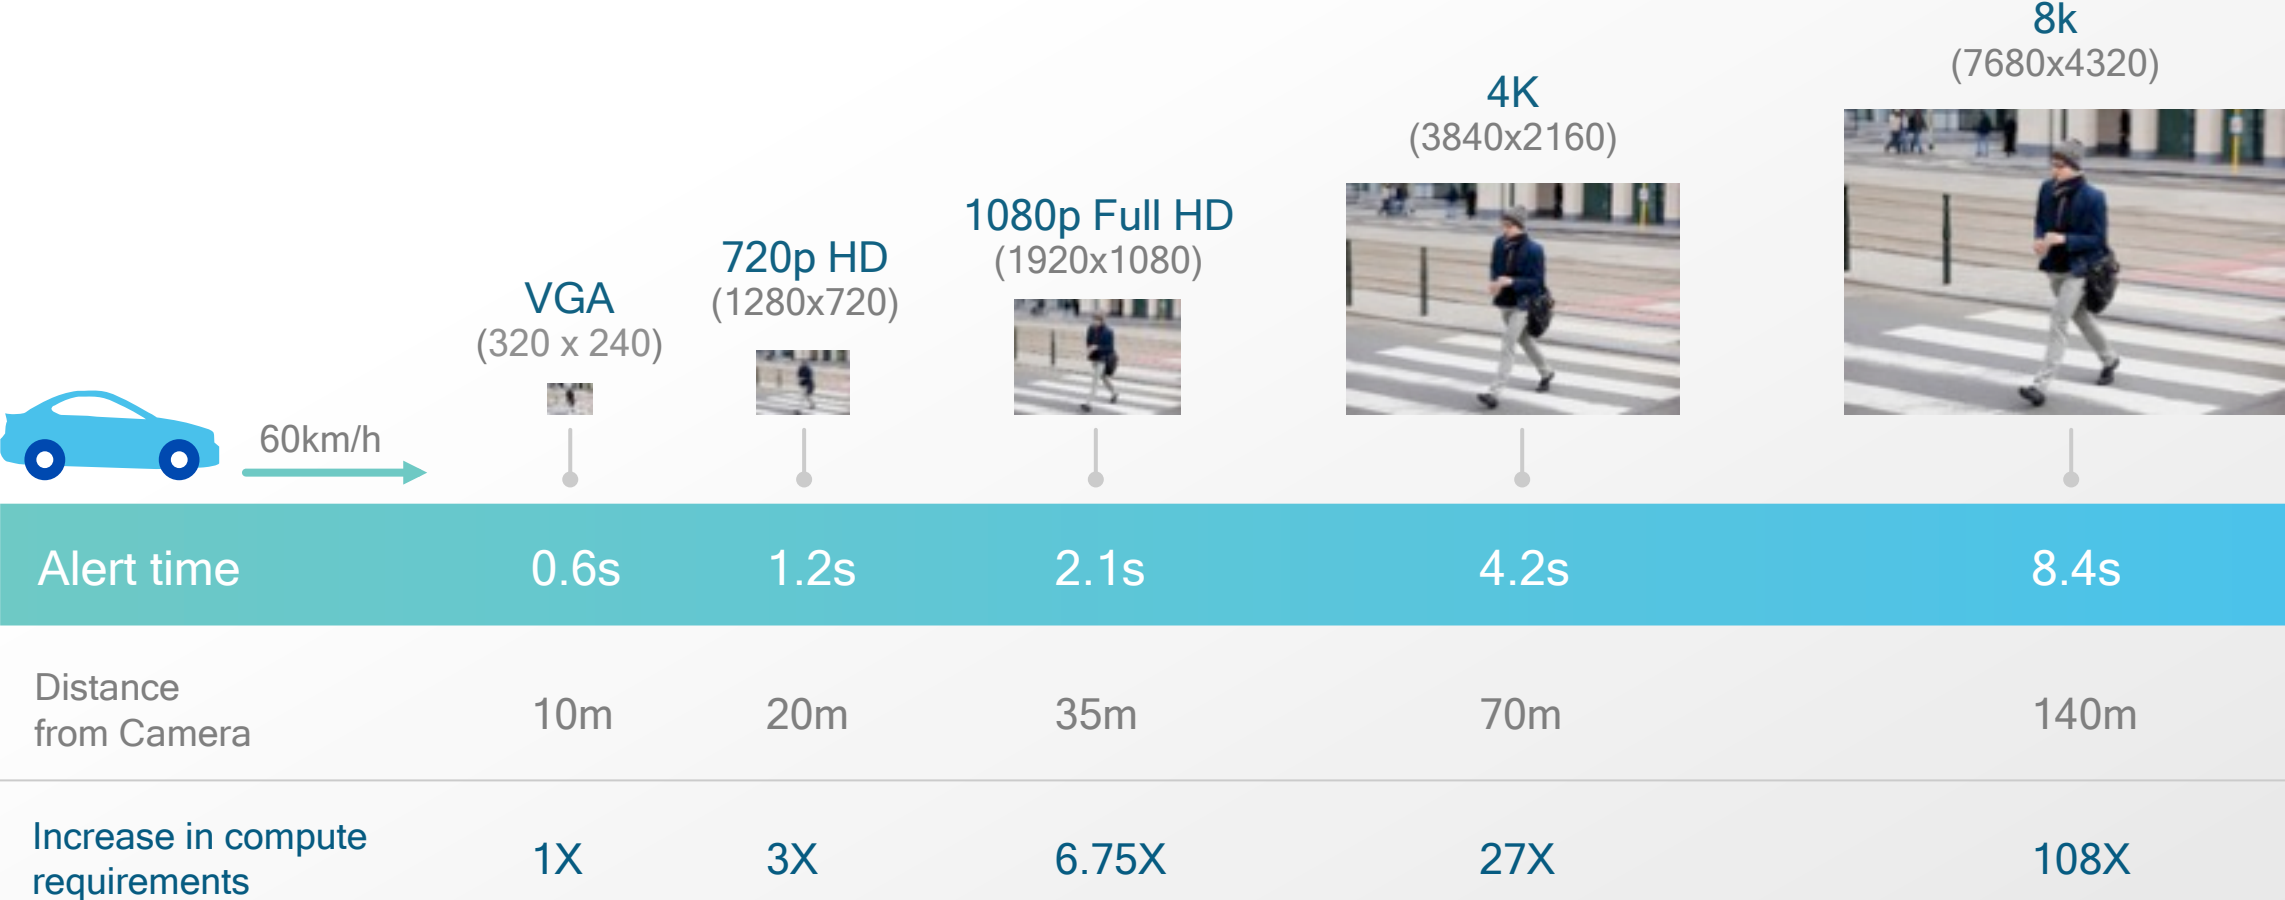 8k
(7680x4320)
4K
(3840x2160)
1080p Full HD
(1920x1080)
720p HD
(1280x720)
VGA
(320 x 240)
60km/h
Alert time 0.6s 1.2s 2.1s 4.2s 8.4s
Distance
from Camera 10m 20m 35m 70m 140m
Increase in compute
requirements 1X 3X 6.75X 27X 108X